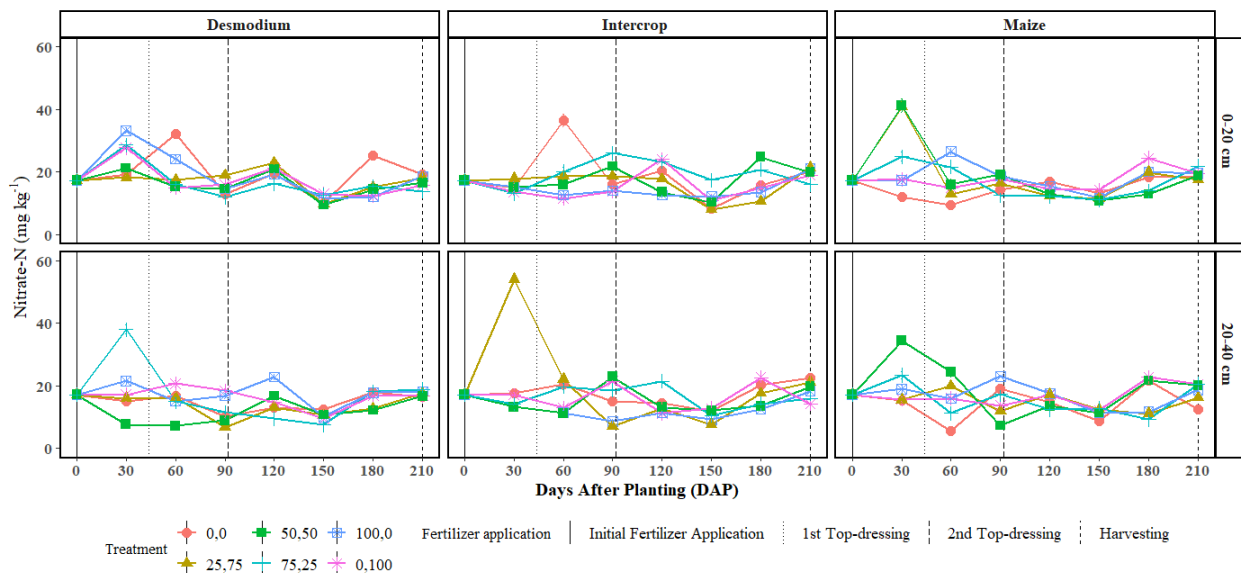 Desmodium Intercrop Maize
60
40
20
0
0-20 cm
Nitrate-N (mg kg-1)
60
40
20
0
20-40 cm
0 30 60 90 120 150 180 210 0 30 60 90 120 150 180 210 0 30 60 90 120 150 180 210
Days After Planting (DAP)
Treatment
0,0 50,50 100,0
25,75 75,25 0,100
Fertilizer application Initial Fertilizer Application 1st Top-dressing 2nd Top-dressing Harvesting